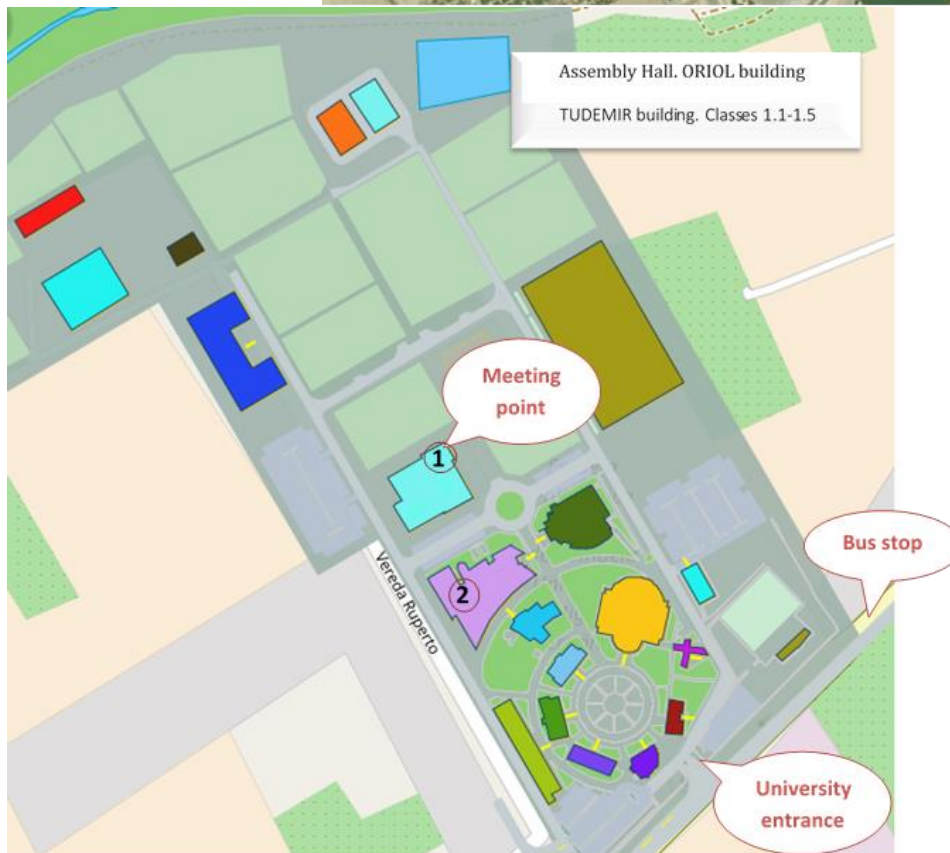 Assembly Hall. ORIOL building
TUDEMIR building. Classes 1.1-1.5
Meeting
point
1
Bus stop
2
Vereda Ruperto
University
entrance